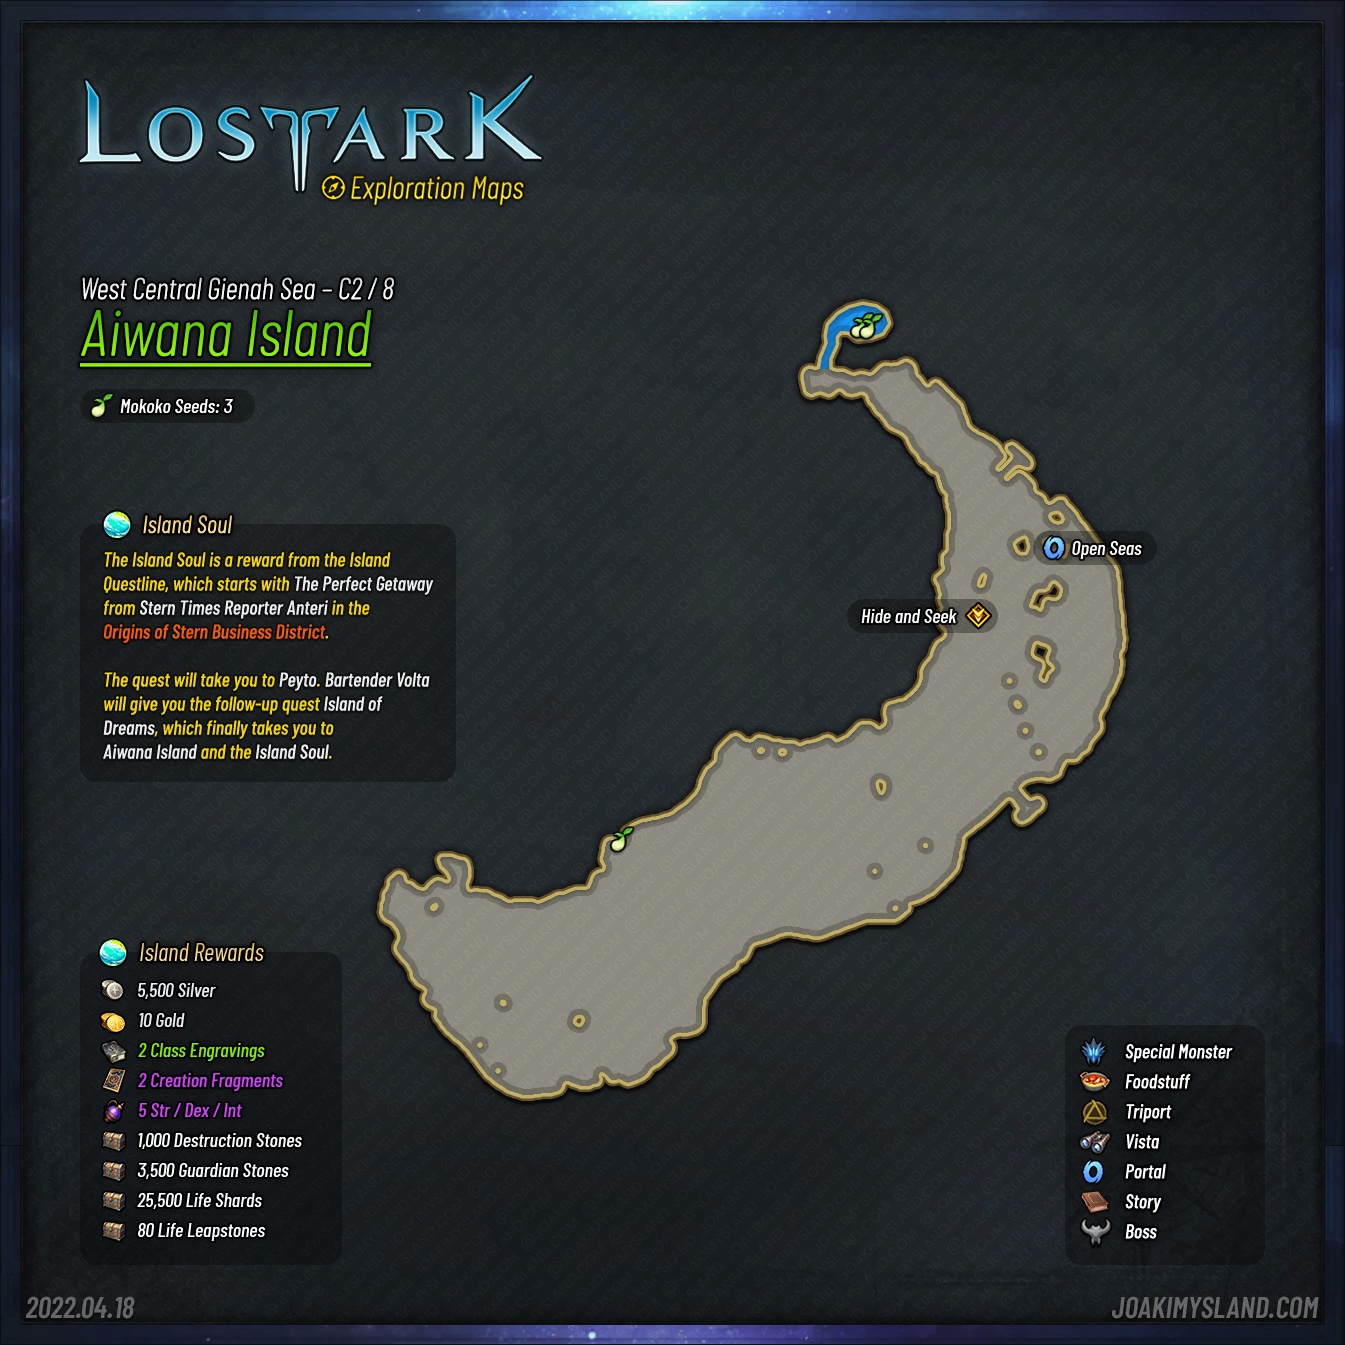 LOSTARK
Exploration Maps
West Central Gienah Sea – C2 / 8
Aiwana Island
Mokoko Seeds: 3
Island Soul
The Island Soul is a reward from the Island
Questline, which starts with The Perfect Getaway
from Stern Times Reporter Anteri in the
Origins of Stern Business District.
The quest will take you to Peyto. Bartender Volta
will give you the follow-up quest Island of
Dreams, which finally takes you to
Aiwana Island and the Island Soul.
Open Seas
Hide and Seek
Island Rewards
5,500 Silver
10 Gold
2 Class Engravings
2 Creation Fragments
5 Str / Dex / Int
1,000 Destruction Stones
3,500 Guardian Stones
25,500 Life Shards
80 Life Leapstones
Special Monster
Foodstuff
Triport
Vista
Portal
Story
Boss
2022.04.18
JOAKIMYSLAND.COM